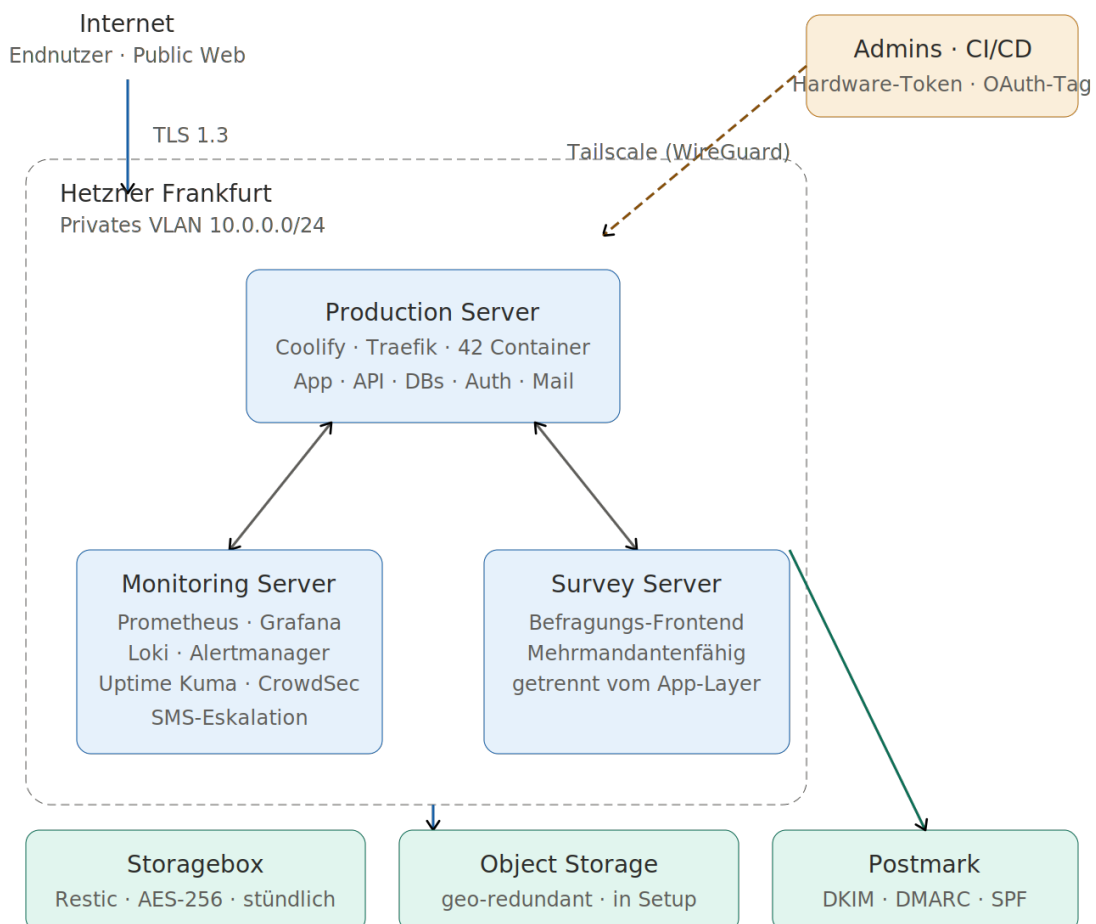 Internet
Endnutzer · Public Web
Admins · CI/CD
Hardware-Token · OAuth-Tag
TLS 1.3
Tailscale (WireGuard)
Hetzner Frankfurt
Privates VLAN 10.0.0.0/24
Production Server
Coolify · Traefik · 42 Container
App · API · DBs · Auth · Mail
Monitoring Server
Prometheus · Grafana
Loki · Alertmanager
Uptime Kuma · CrowdSec
SMS-Eskalation
Survey Server
Befragungs-Frontend
Mehrmandantenfähig
getrennt vom App-Layer
Storagebox
Restic · AES-256 · stündlich
Object Storage
geo-redundant · in Setup
Postmark
DKIM · DMARC · SPF